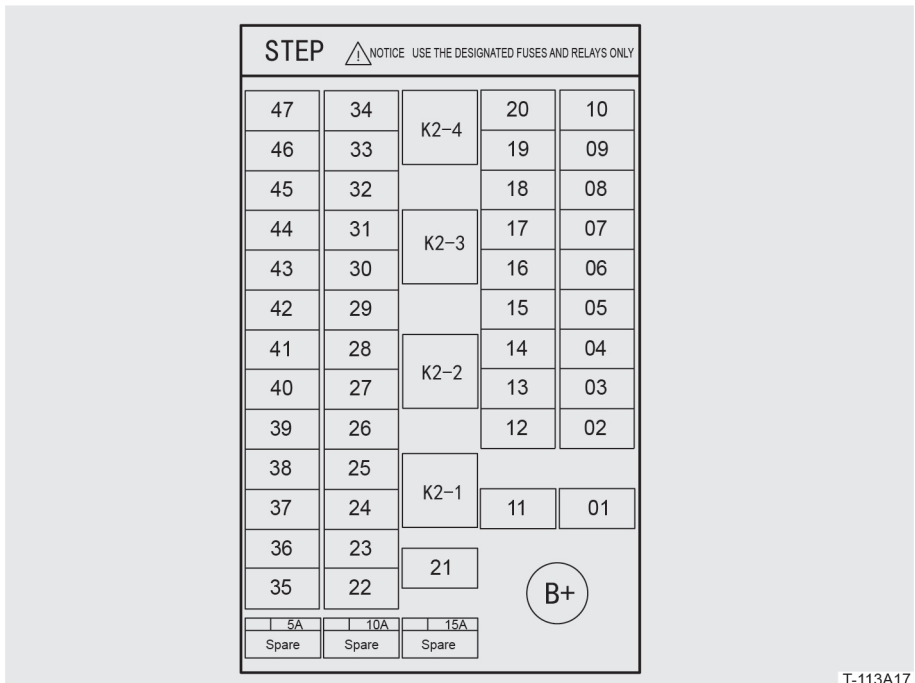 STEP NOTICE USE THE DESIGNATED FUSES AND RELAYS ONLY
47 34 K2-4 20 10
46 33 19 09
45 32 18 08
44 31 K2-3 17 07
43 30 16 06
42 29 15 05
41 28 K2-2 14 04
40 27 13 03
39 26 12 02
38 25 K2-1
37 24 11 01
36 23 21
35 22 B+
5A 10A 15A
Spare Spare Spare
T-113A17